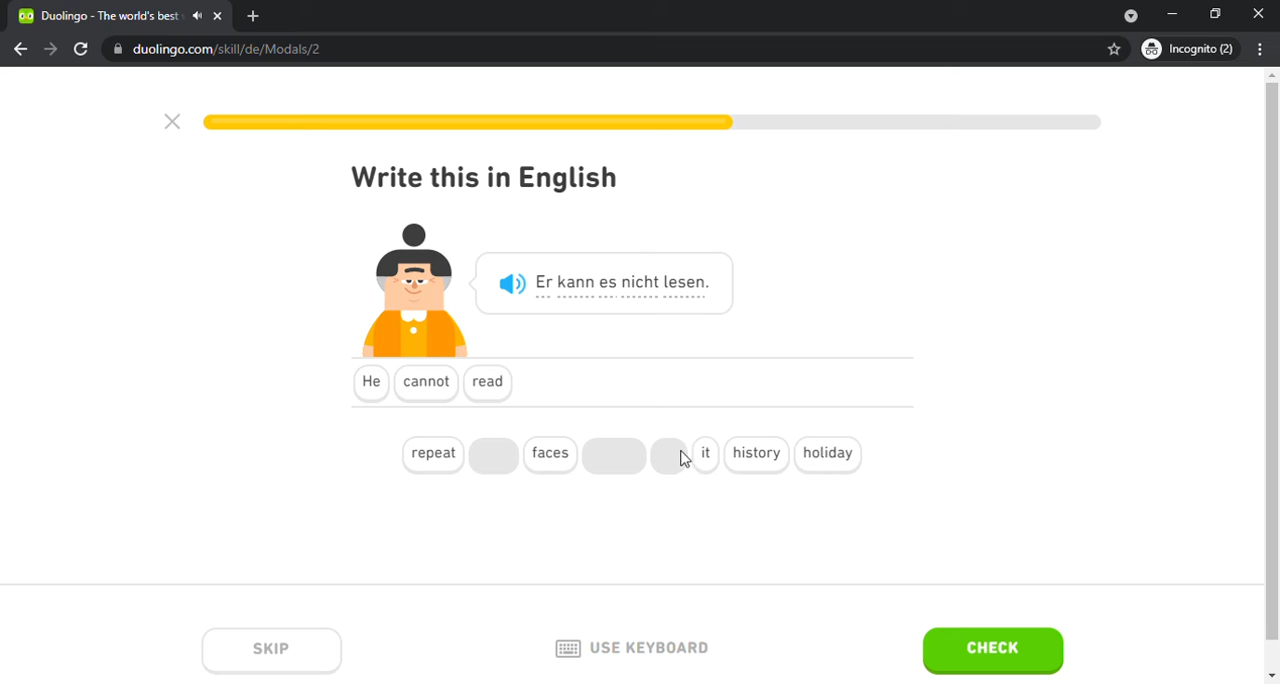 Duolingo - The world's best
duolingo.com/skill/de/Modals/2
Incognito (2)
Write this in English
Er kann es nicht lesen.
He cannot read
repeat faces it history holiday
SKIP USE KEYBOARD CHECK